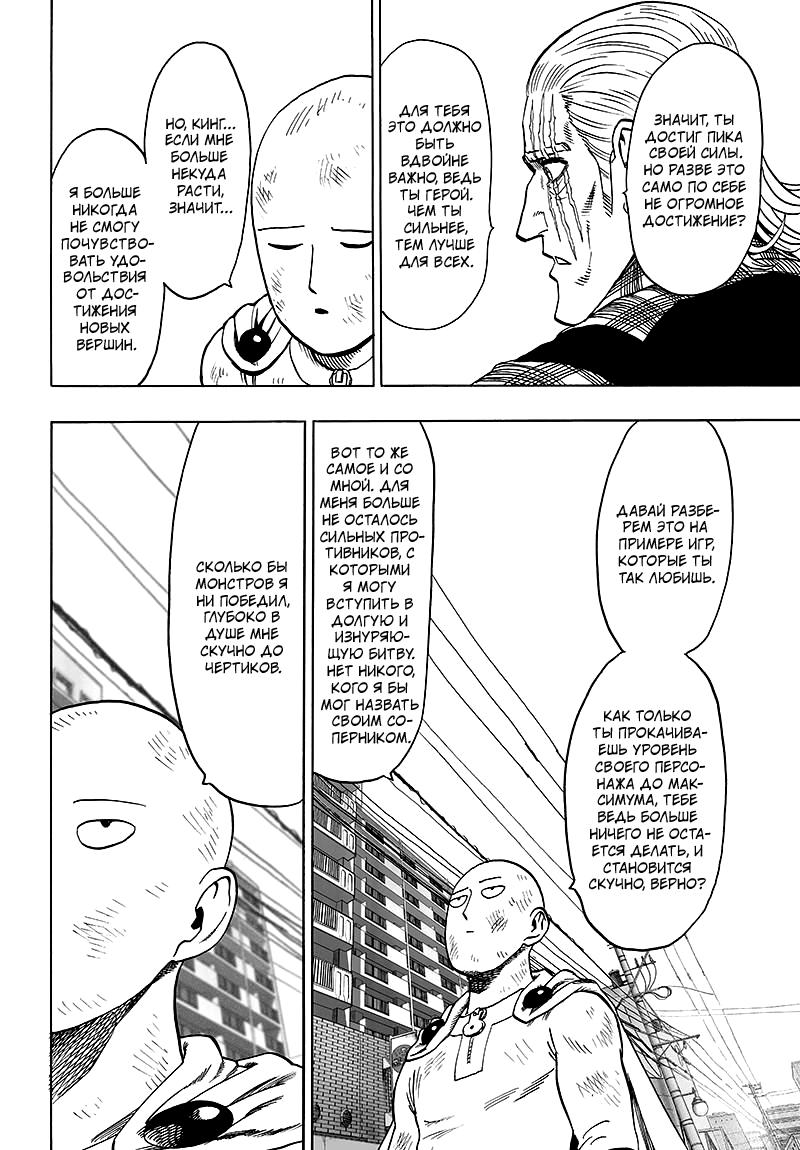 ЗНАЧИТ, ТЫ
ДОСТИГ ПИКА
СВОЕЙ СИЛЫ.
НО РАЗВЕ ЭТО
САМО ПО СЕБЕ
НЕ ОГРОМНОЕ
ДОСТИЖЕНИЕ?
ДЛЯ ТЕБЯ
ЭТО ДОЛЖНО
БЫТЬ
ВДВОЙНЕ
ВАЖНО, ВЕДЬ
ТЫ ГЕРОЙ.
ЧЕМ ТЫ
СИЛЬНЕЕ,
ТЕМ ЛУЧШЕ
ДЛЯ ВСЕХ.
НО, КИНГ...
ЕСЛИ МНЕ
БОЛЬШЕ
НЕКУДА
РАСТИ,
ЗНАЧИТ...
Я БОЛЬШЕ
НИКОГДА
НЕ СМОГУ
ПОЧУВСТВО-
ВАТЬ УДО-
ВОЛЬСТВИЯ
ОТ ДОС-
ТИЖЕНИЯ
НОВЫХ
ВЕРШИН.
ДАВАЙ РАЗБЕ-
РЕМ ЭТО НА
ПРИМЕРЕ ИГР,
КОТОРЫЕ ТЫ
ТАК ЛЮБИШЬ.
КАК ТОЛЬКО
ТЫ ПРОКАЧИВА-
ЕШЬ УРОВЕНЬ
СВОЕГО ПЕРСО-
НАЖА ДО МАК-
СИМУМА, ТЕБЕ
ВЕДЬ БОЛЬШЕ
НИЧЕГО НЕ ОСТА-
ЕТСЯ ДЕЛАТЬ, И
СТАНОВИТСЯ
СКУЧНО, ВЕРНО?
ВОТ ТО ЖЕ
САМОЕ И СО
МНОЙ. ДЛЯ
МЕНЯ БОЛЬШЕ
НЕ ОСТАЛОСЬ
СИЛЬНЫХ ПРО-
ТИВНИКОВ, С
КОТОРЫМИ
Я МОГУ
ВСТУПИТЬ В
ДОЛГУЮ И
ИЗНУРЯЮ-
ЩУЮ БИТВУ.
НЕТ НИКОГО,
КОГО Я БЫ
МОГ НАЗВАТЬ
СВОИМ СО-
ПЕРНИКОМ.
СКОЛЬКО БЫ
МОНСТРОВ Я
НИ ПОБЕДИЛ,
ГЛУБОКО В
ДУШЕ МНЕ
СКУЧНО ДО
ЧЕРТИКОВ.